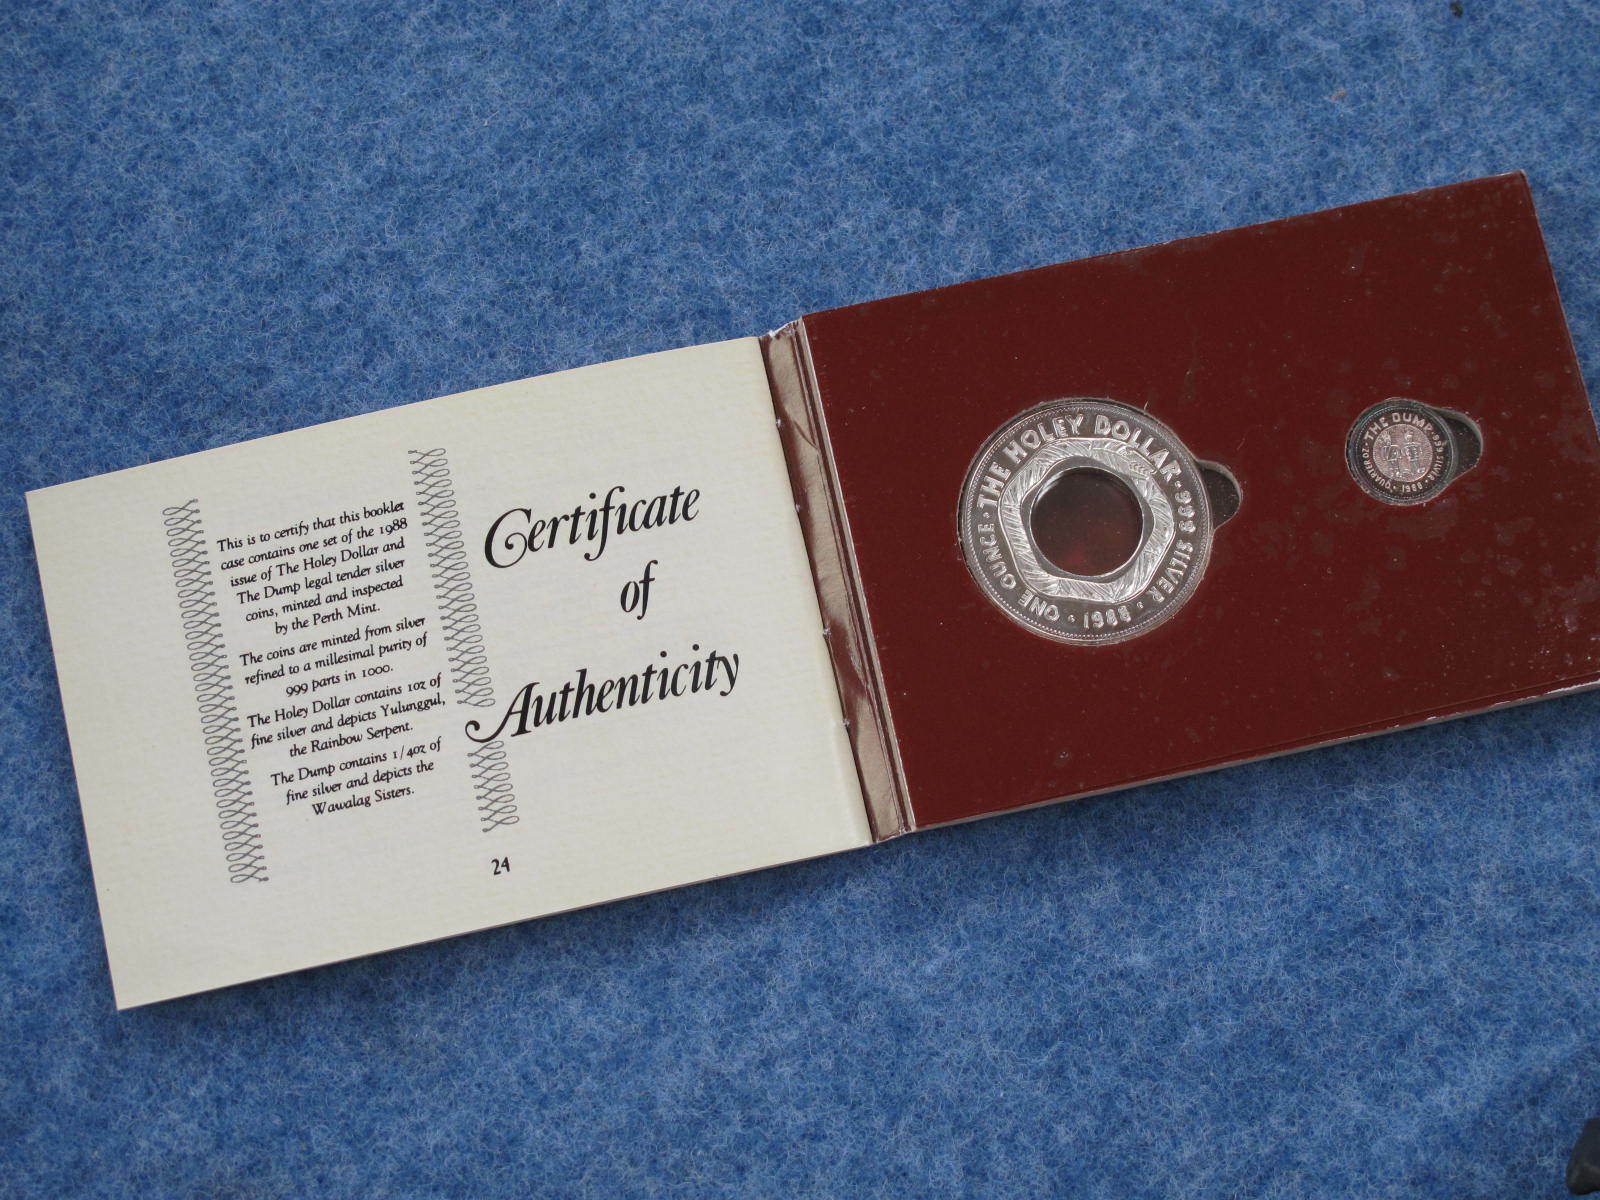 This is to certify that this booklet
case contains one set of the 1988
issue of The Holey Dollar and
The Dump legal tender silver
coins, minted and inspected
by the Perth Mint.
The coins are minted from silver
refined to a millesimal purity of
999 parts in 1000.
The Holey Dollar contains 1oz of
fine silver and depicts Yulunggul,
the Rainbow Serpent.
The Dump contains 1/4oz of
fine silver and depicts the
Wawalag Sisters.
Certificate
of
Authenticity
24
THE HOLEY DOLLAR · 999 SILVER · 1988 · ONE OUNCE ·
THE DUMP · 999 SILVER · 1988 · QUARTER OZ ·